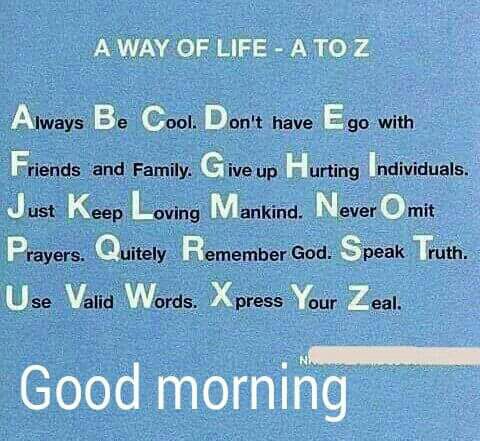 A WAY OF LIFE - A TO Z
Always Be Cool. Don't have Ego with
Friends and Family. Give up Hurting Individuals.
Just Keep Loving Mankind. Never Omit
Prayers. Quitely Remember God. Speak Truth.
Use Valid Words. Xpress Your Zeal.
Good morning